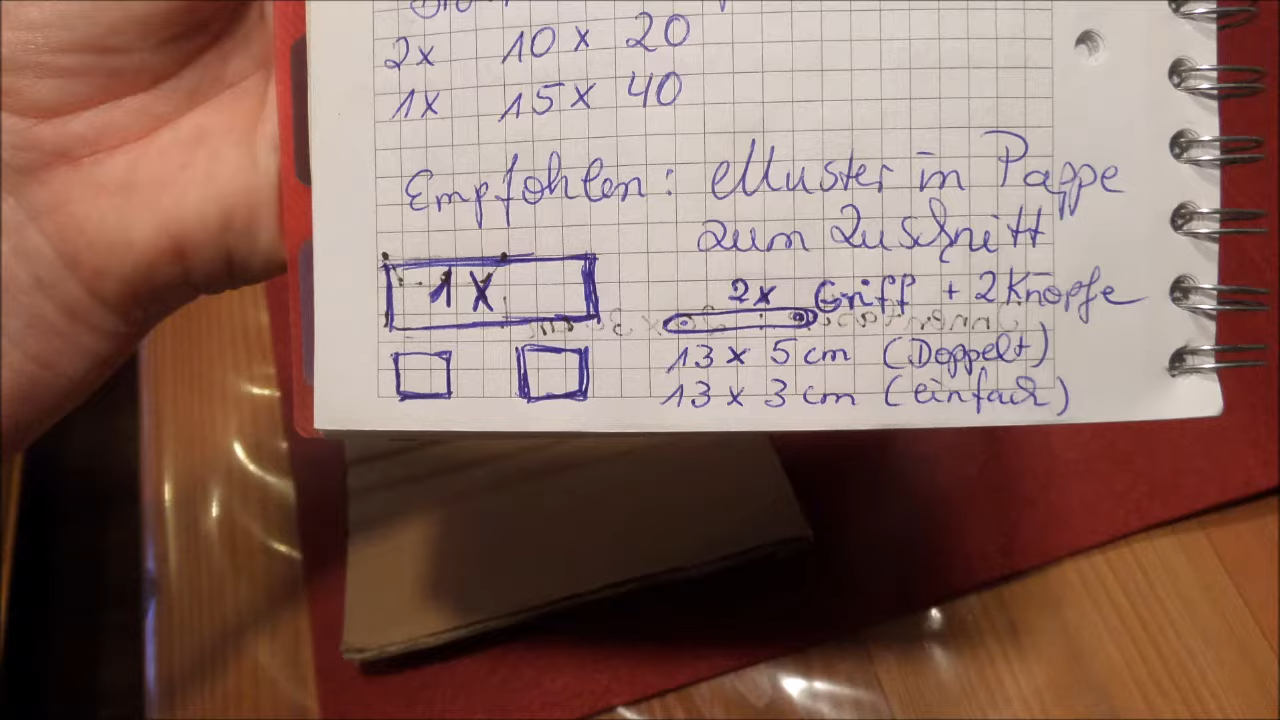 2x 10 x 20
1x 15 x 40
Empfohlen: Muster in Pappe
zum Zuschnitt
1X
2x Griff + 2 Knöpfe
13 x 5 cm (Doppelt)
13 x 3 cm (einfach)